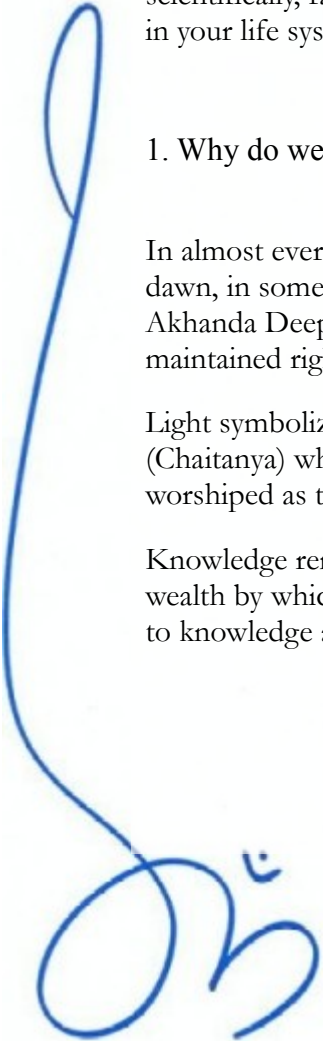 scientifically,
in your life sys
1. Why do we
In almost ever
dawn, in some
Akhanda Deep
maintained rig
Light symboliz
(Chaitanya) wh
worshiped as t
Knowledge
wealth by whic
to knowledge